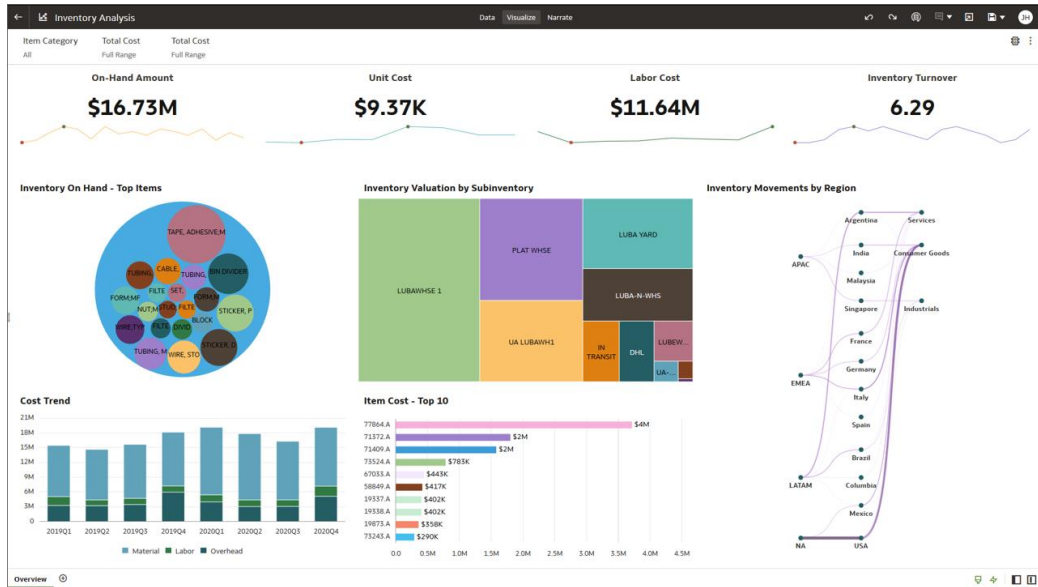 Inventory Analysis
Data Visualize Narrate
JH
Item Category Total Cost Total Cost
All Full Range Full Range
On-Hand Amount Unit Cost Labor Cost Inventory Turnover
$16.73M $9.37K $11.64M 6.29
Inventory On Hand - Top Items
TAPE, ADHESIVE,M
TUBING,
CABLE,
TUBING,
BIN DIVIDER
FORM;MF
FILTE
SET,
FORM,M
NUT;M
STUD
FILTE
STICKER, P
WIRE,TYP
FILTE
DIVID
BLOCK
TUBING, M
WIRE, STO
STICKER, D
Inventory Valuation by Subinventory
LUBAWHSE 1
PLAT WHSE
UA LUBAWH1
LUBA YARD
LUBA-N-WHS
IN
TRANSIT
DHL
LUBEW...
UA-...
Inventory Movements by Region
Argentina Services
India Consumer Goods
APAC
Malaysia
Singapore Industrials
France
Germany
EMEA
Italy
Spain
Brazil
LATAM Columbia
Mexico
NA USA
Cost Trend
21M
18M
15M
12M
9M
6M
3M
0
2019Q1 2019Q2 2019Q3 2019Q4 2020Q1 2020Q2 2020Q3 2020Q4
Material Labor Overhead
Item Cost - Top 10
77864.A $4M
71372.A $2M
71409.A $2M
73524.A $783K
67033.A $443K
58849.A $417K
19337.A $402K
19338.A $402K
19873.A $358K
73243.A $290K
0.0 0.5M 1.0M 1.5M 2.0M 2.5M 3.0M 3.5M 4.0M 4.5M
Overview